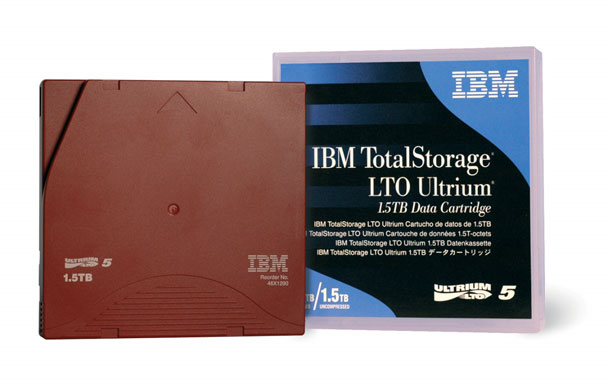 IBM
IBM TotalStorage®
LTO Ultrium®
1.5TB Data Cartridge
IBM TotalStorage LTO Ultrium Cartucho de datos de 1.5TB
TotalStorage LTO Ultrium Cartouche de données 1.5T-octets
IBM TotalStorage LTO Ultrium 1.5TB Datenkassette
IBM TotalStorage LTO Ultrium 1.5TB データカートリッジ
/1.5TB
UNCOMPRESSED
ULTRIUM LTO 5
ULTRIUM LTO 5
1.5TB
IBM
Reorder No.
46X1290